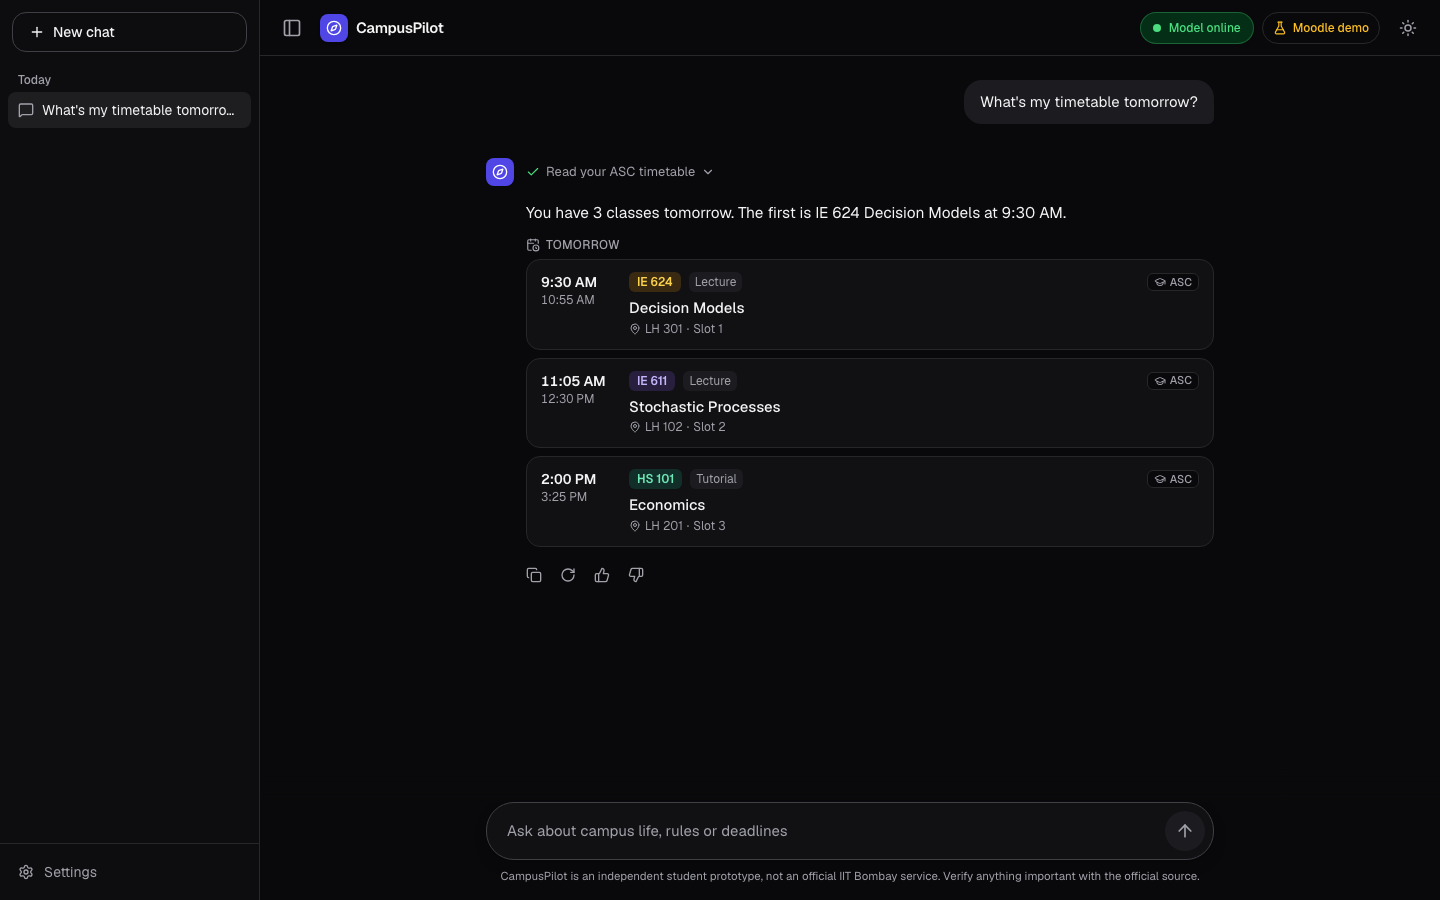 New chat
Today
What's my timetable tomorro...
Settings
CampusPilot
Model online
Moodle demo
What's my timetable tomorrow?
Read your ASC timetable
You have 3 classes tomorrow. The first is IE 624 Decision Models at 9:30 AM.
TOMORROW
9:30 AM IE 624 Lecture ASC
10:55 AM
Decision Models
LH 301 · Slot 1
11:05 AM IE 611 Lecture ASC
12:30 PM
Stochastic Processes
LH 102 · Slot 2
2:00 PM HS 101 Tutorial ASC
3:25 PM
Economics
LH 201 · Slot 3
Ask about campus life, rules or deadlines
CampusPilot is an independent student prototype, not an official IIT Bombay service. Verify anything important with the official source.